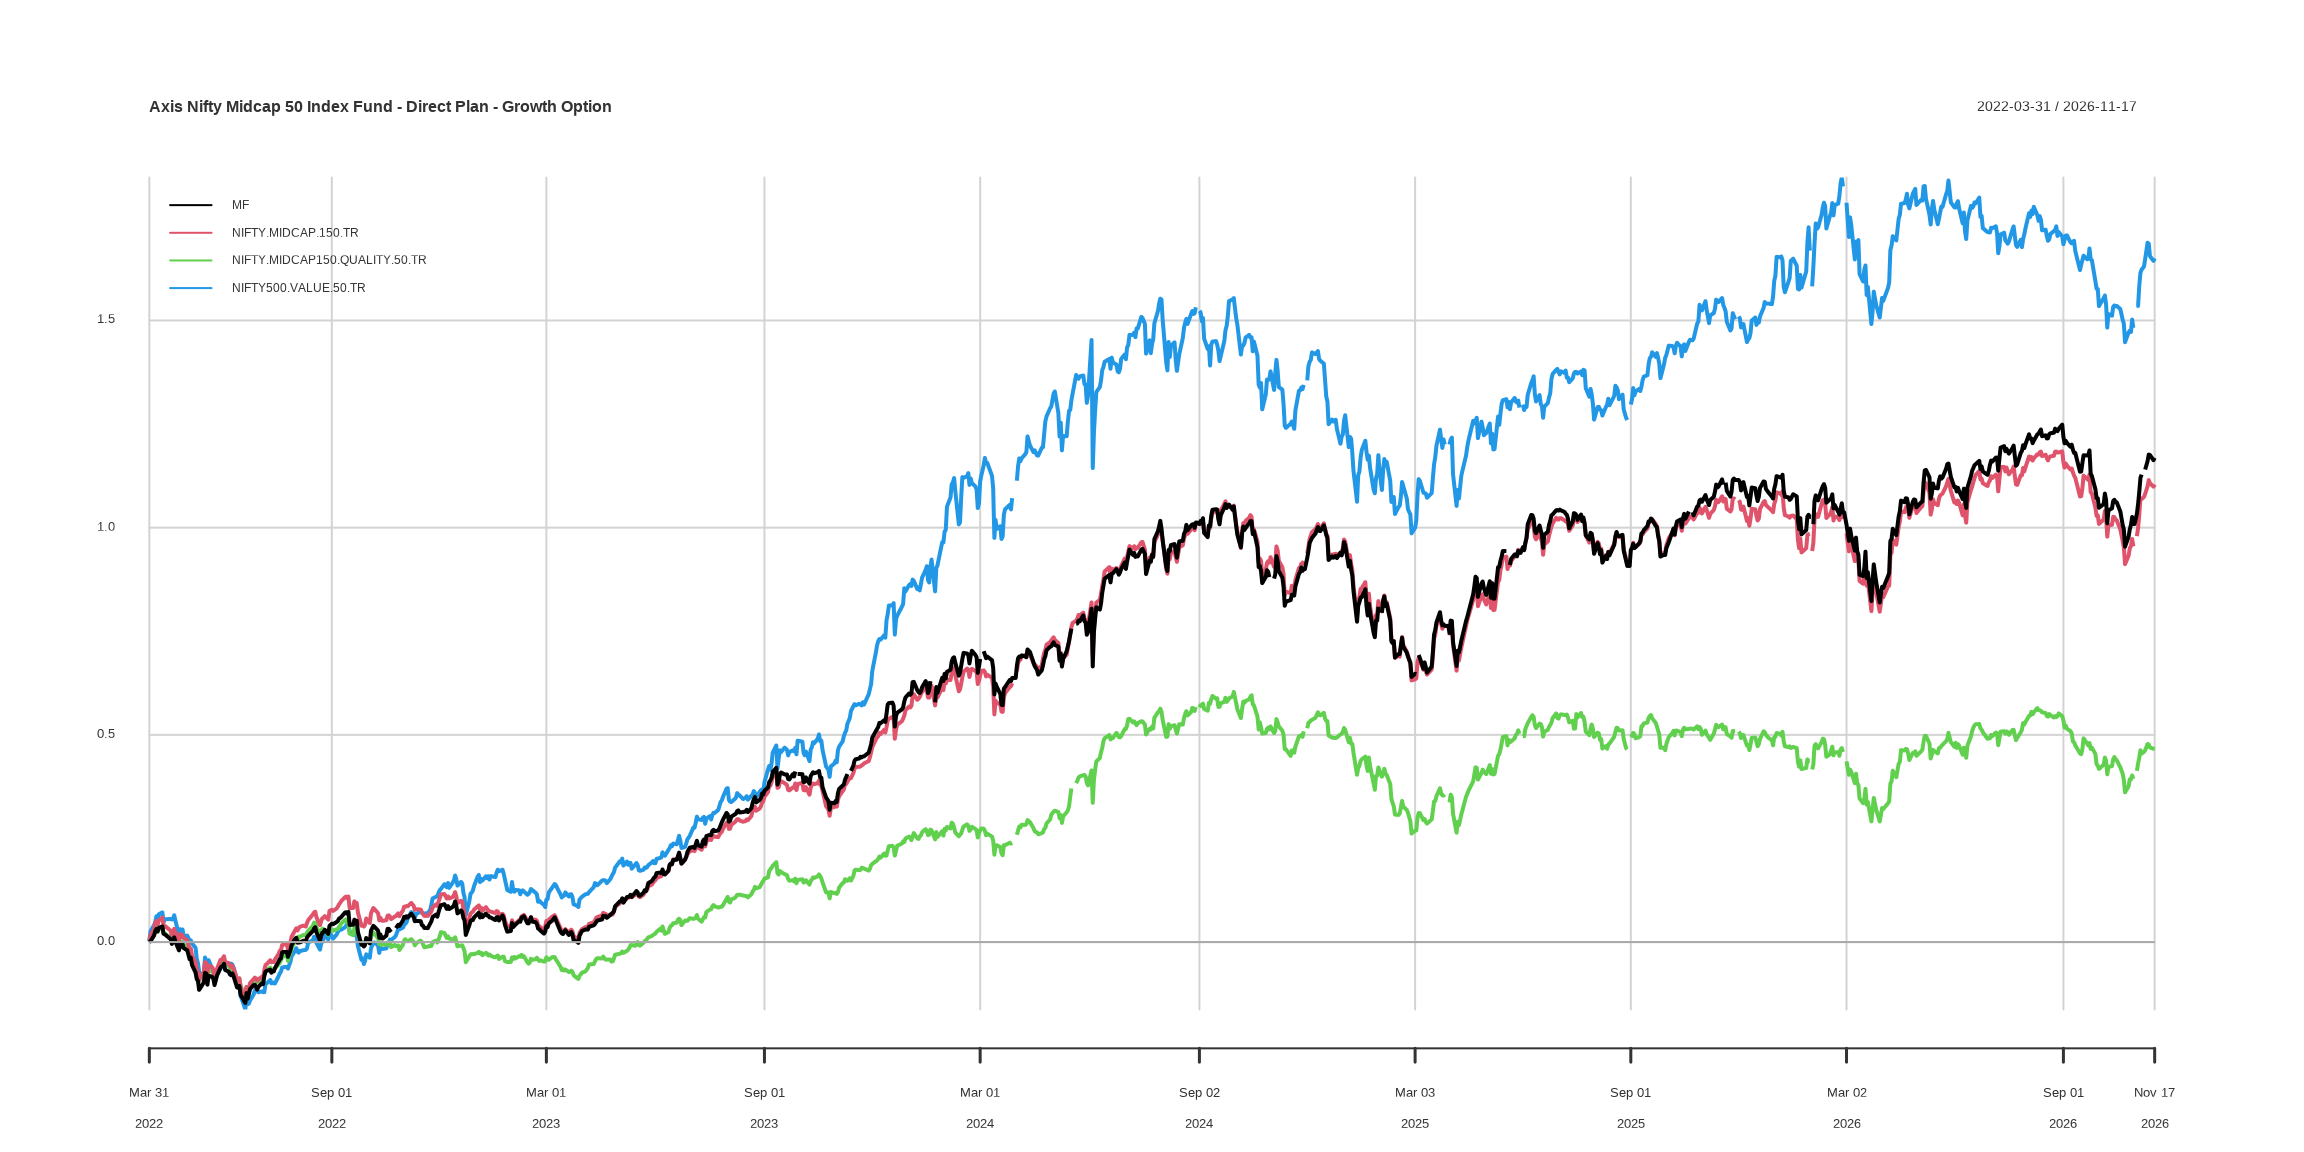 Axis Nifty Midcap 50 Index Fund - Direct Plan - Growth Option
2022-03-31 / 2026-11-17
MF
NIFTY.MIDCAP.150.TR
NIFTY.MIDCAP150.QUALITY.50.TR
NIFTY500.VALUE.50.TR
1.5
1.0
0.5
0.0
Mar 31 Sep 01 Mar 01 Sep 01 Mar 01 Sep 02 Mar 03 Sep 01 Mar 02 Sep 01 Nov 17
2022 2022 2023 2023 2024 2024 2025 2025 2026 2026 2026